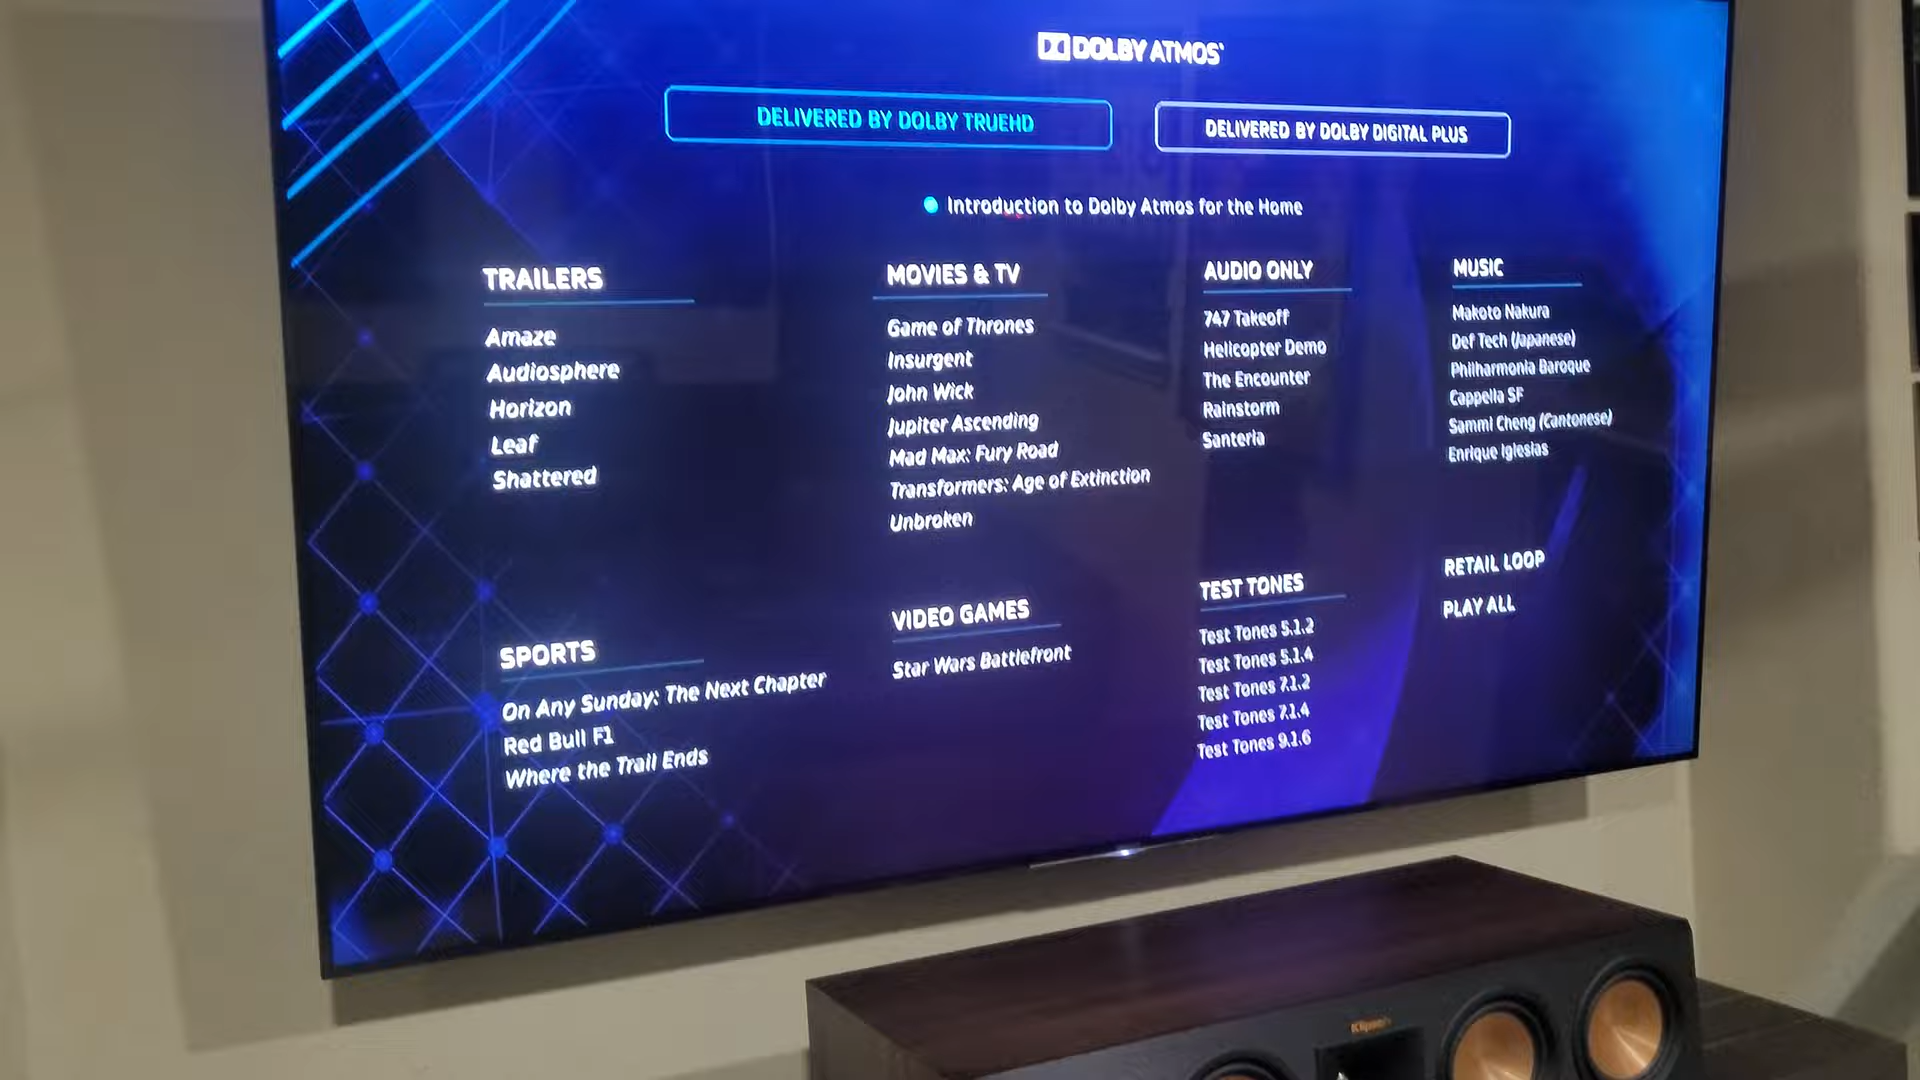 DOLBY ATMOS
DELIVERED BY DOLBY TRUEHD
DELIVERED BY DOLBY DIGITAL PLUS
Introduction to Dolby Atmos for the Home
TRAILERS
Amaze
Audiosphere
Horizon
Leaf
Shattered
MOVIES & TV
Game of Thrones
Insurgent
John Wick
Jupiter Ascending
Mad Max: Fury Road
Transformers: Age of Extinction
Unbroken
AUDIO ONLY
747 Takeoff
Helicopter Demo
The Encounter
Rainstorm
Santeria
MUSIC
Makoto Nakura
Def Tech (Japanese)
Philharmonia Baroque
Cappella SF
Sammi Cheng (Cantonese)
Enrique Iglesias
SPORTS
On Any Sunday: The Next Chapter
Red Bull F1
Where the Trail Ends
VIDEO GAMES
Star Wars Battlefront
TEST TONES
Test Tones 5.1.2
Test Tones 5.1.4
Test Tones 7.1.2
Test Tones 7.1.4
Test Tones 9.1.6
RETAIL LOOP
PLAY ALL
Klipsch